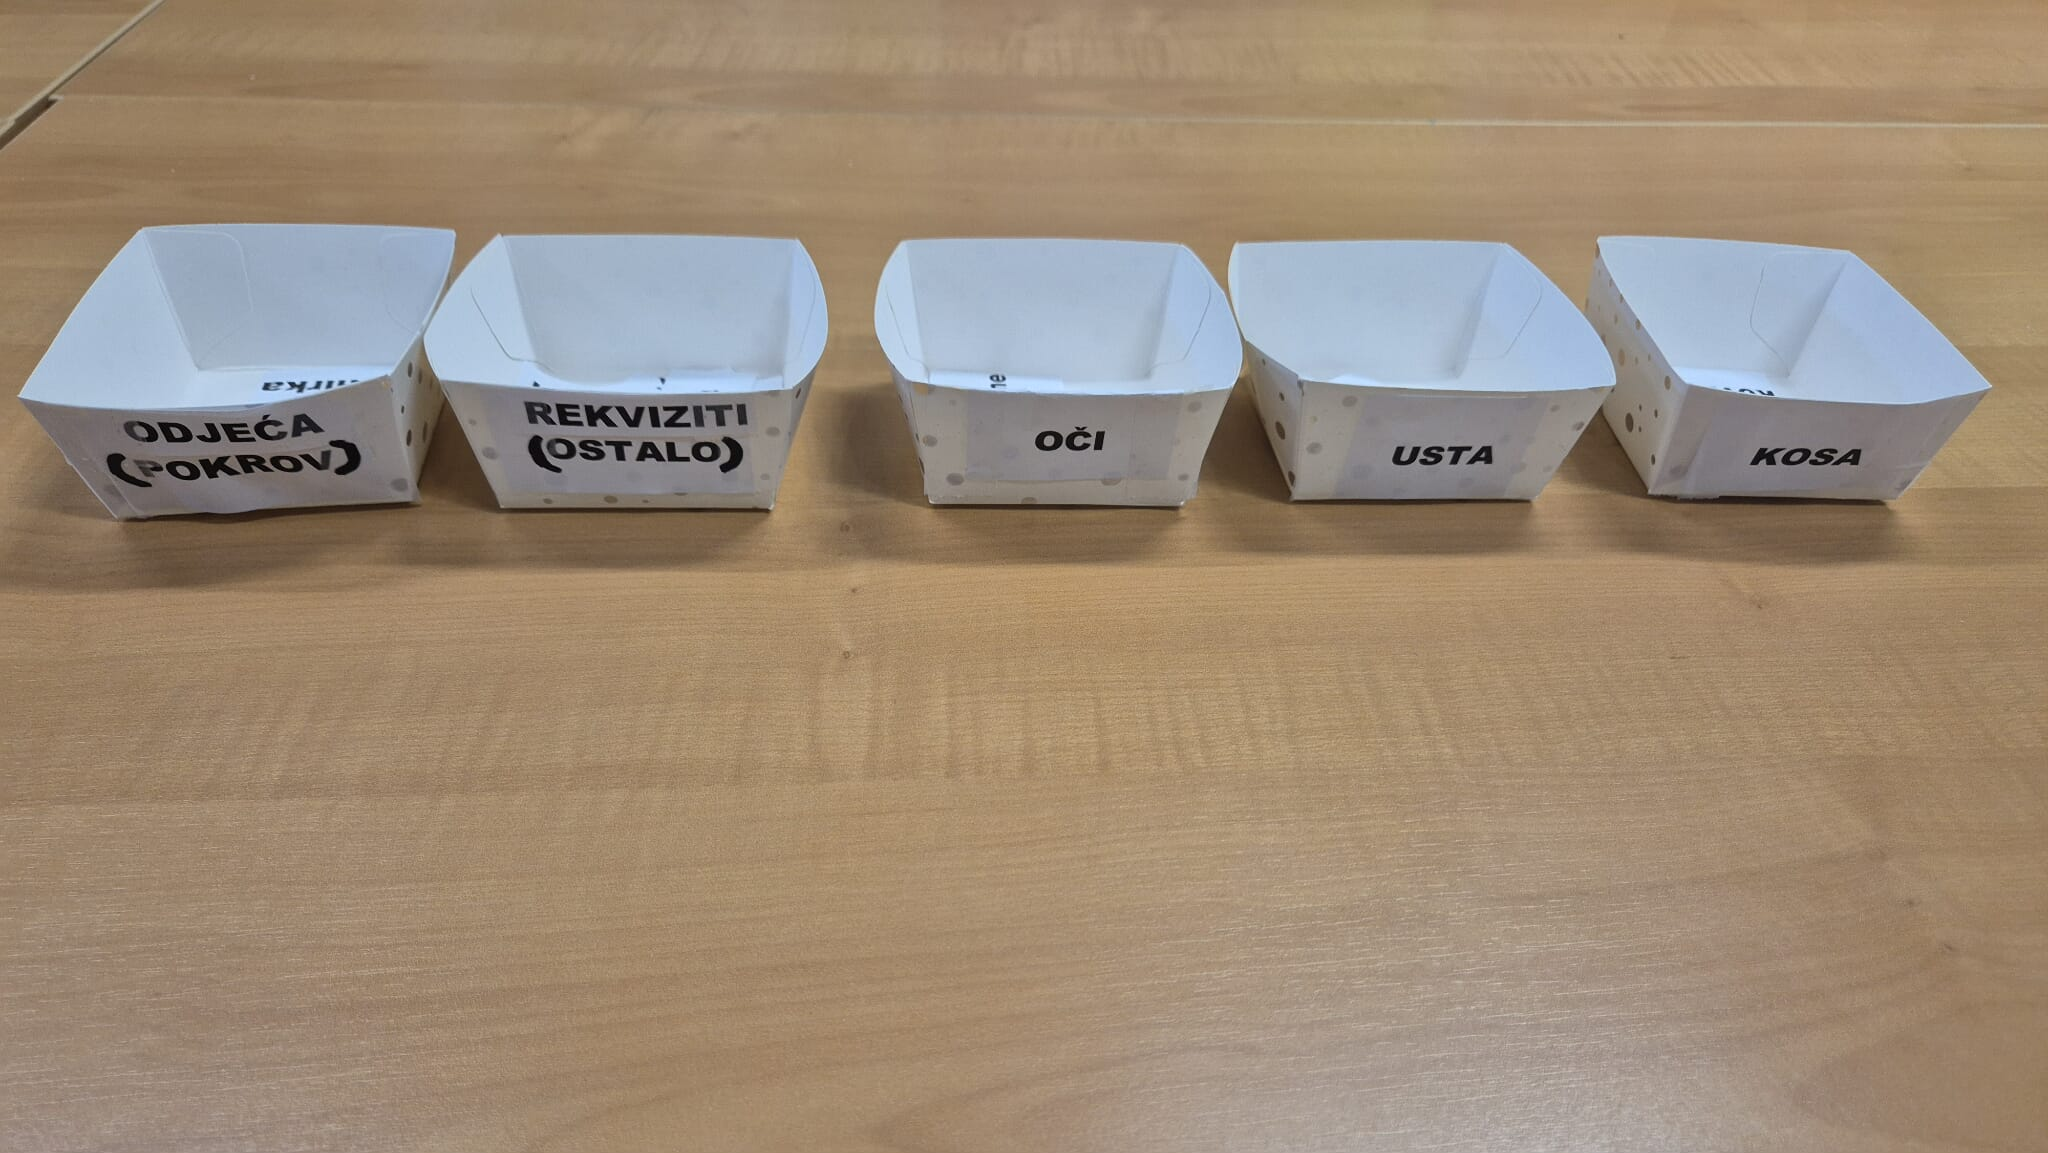 ODJEĆA
(POKROV)
REKVIZITI
(OSTALO)
OČI
USTA
KOSA